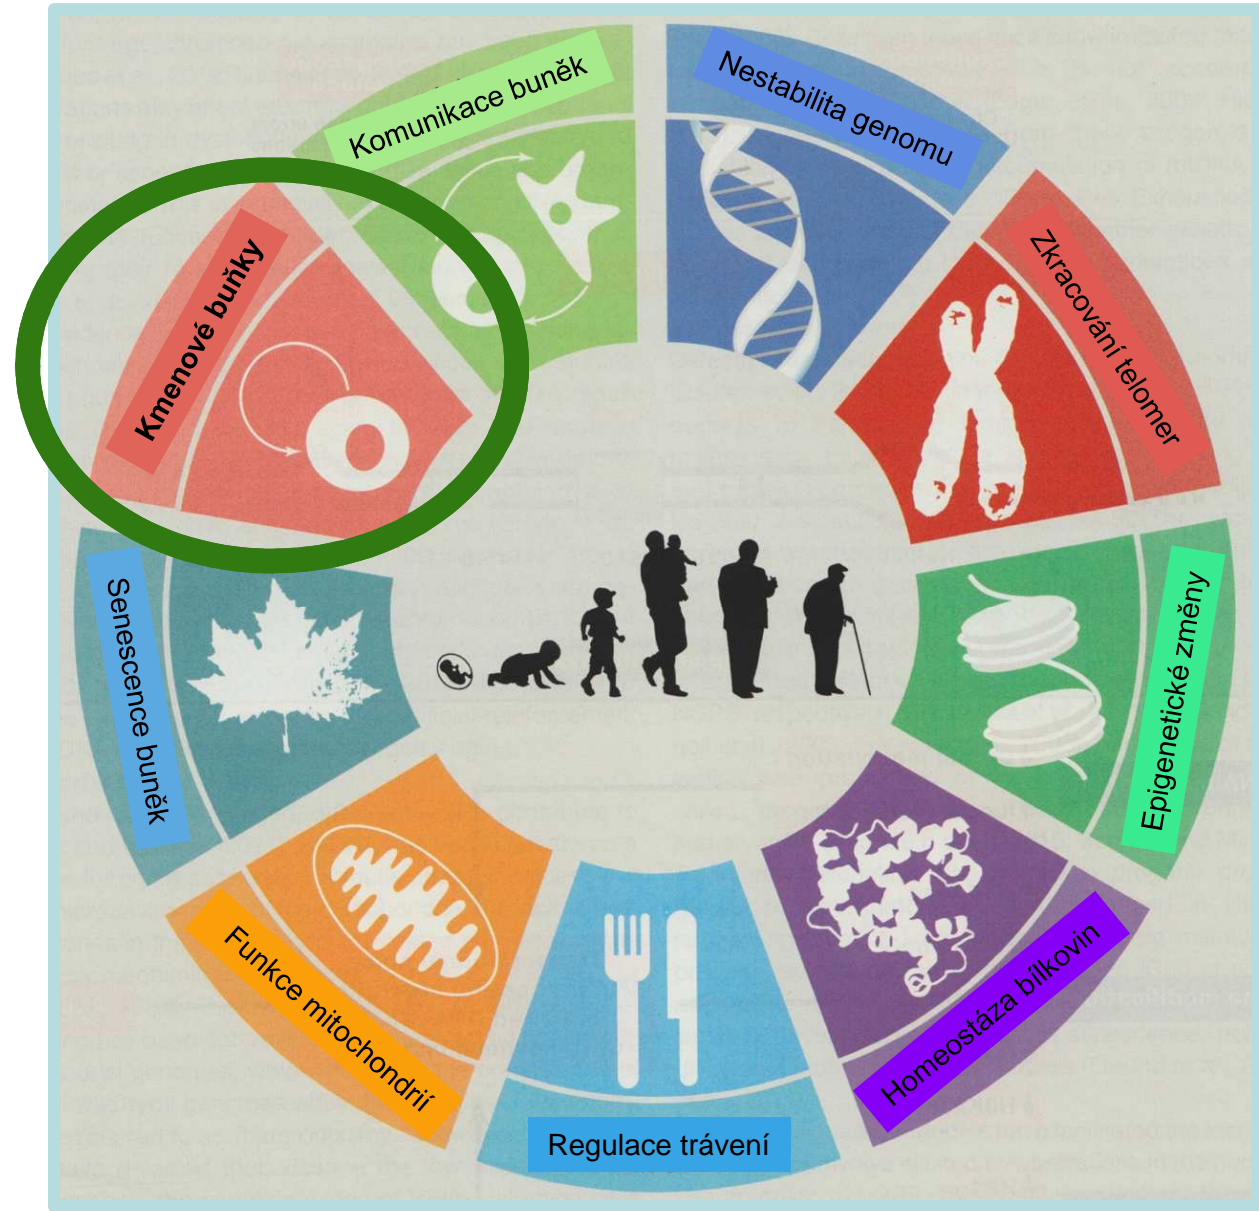 Komunikace buněk
Nestabilita genomu
Zkracování telomer
Epigenetické změny
Homeostáza bílkovin
Regulace trávení
Funkce mitochondrií
Senescence buněk
Kmenové buňky